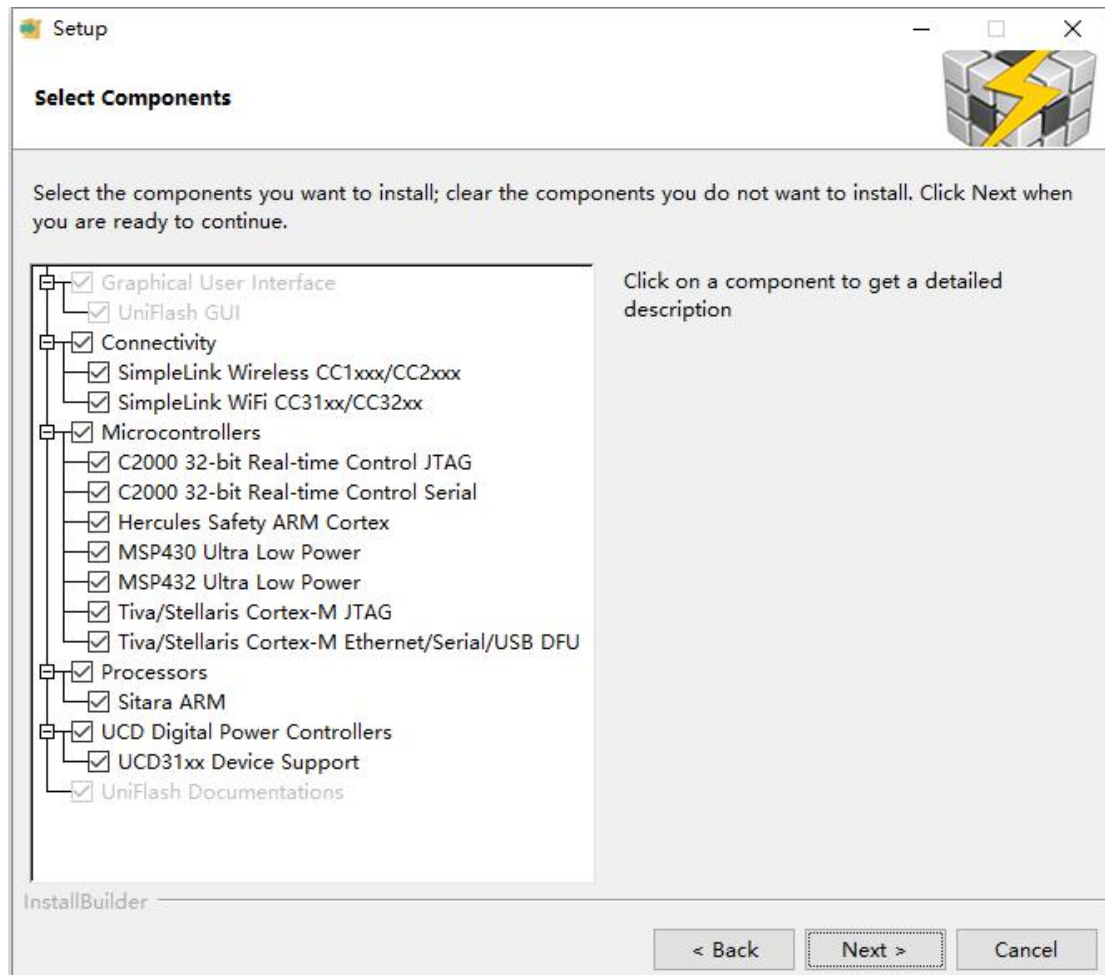 Setup
Select Components
Select the components you want to install; clear the components you do not want to install. Click Next when
you are ready to continue.
Graphical User Interface
UniFlash GUI
Connectivity
SimpleLink Wireless CC1xxx/CC2xxx
SimpleLink WiFi CC31xx/CC32xx
Microcontrollers
C2000 32-bit Real-time Control JTAG
C2000 32-bit Real-time Control Serial
Hercules Safety ARM Cortex
MSP430 Ultra Low Power
MSP432 Ultra Low Power
Tiva/Stellaris Cortex-M JTAG
Tiva/Stellaris Cortex-M Ethernet/Serial/USB DFU
Processors
Sitara ARM
UCD Digital Power Controllers
UCD31xx Device Support
UniFlash Documentations
Click on a component to get a detailed
description
InstallBuilder
< Back
Next >
Cancel